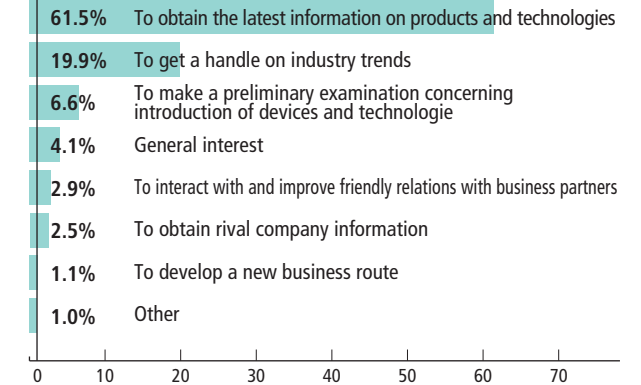 61.5% To obtain the latest information on products and technologies
19.9% To get a handle on industry trends
6.6% To make a preliminary examination concerning
introduction of devices and technologie
4.1% General interest
2.9% To interact with and improve friendly relations with business partners
2.5% To obtain rival company information
1.1% To develop a new business route
1.0% Other
0 10 20 30 40 50 60 70